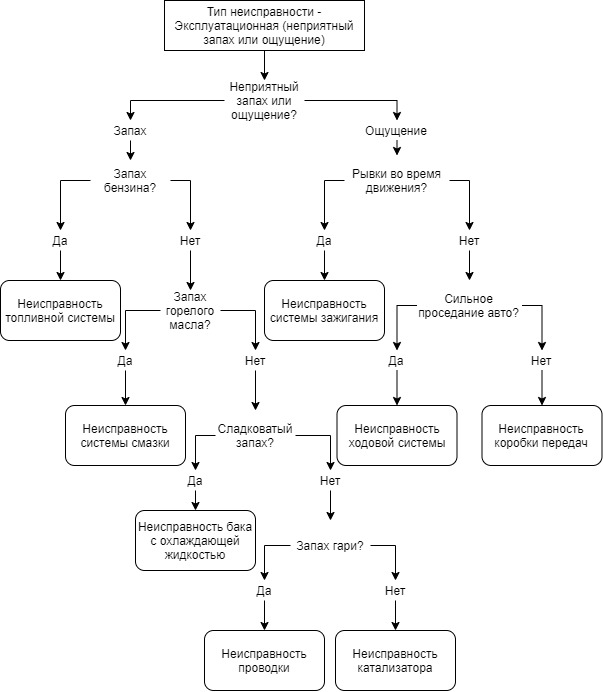 Тип неисправности -
Эксплуатационная (неприятный
запах или ощущение)
Неприятный
запах или
ощущение?
Запах
Ощущение
Запах
бензина?
Рывки во время
движения?
Да
Нет
Да
Нет
Неисправность
топливной системы
Запах
горелого
масла?
Неисправность
системы зажигания
Сильное
проседание авто?
Да
Нет
Да
Нет
Неисправность
системы смазки
Сладковатый
запах?
Неисправность
ходовой системы
Неисправность
коробки передач
Да
Нет
Неисправность бака
с охлаждающей
жидкостью
Запах гари?
Да
Нет
Неисправность
проводки
Неисправность
катализатора